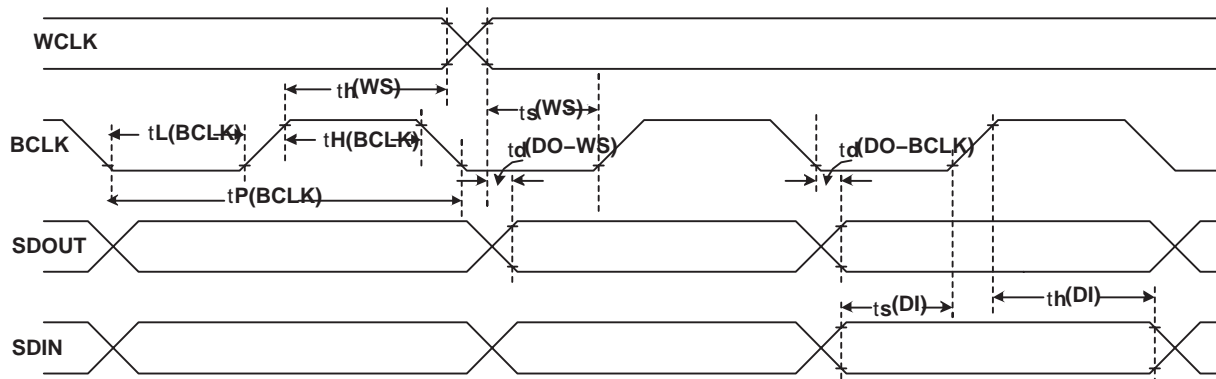 WCLK
th(WS)
ts(WS)
BCLK
tL(BCLK)
tH(BCLK)
td(DO−WS)
td(DO−BCLK)
tP(BCLK)
SDOUT
ts(DI)
th(DI)
SDIN